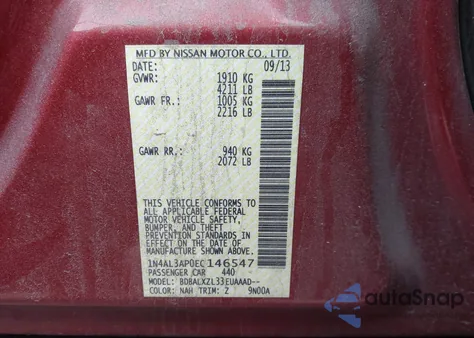 MFD BY NISSAN MOTOR CO., LTD.
DATE: 09/13
GVWR: 1910 KG
4211 LB
GAWR FR.: 1005 KG
2216 LB
GAWR RR.: 940 KG
2072 LB
THIS VEHICLE CONFORMS TO
ALL APPLICABLE FEDERAL
MOTOR VEHICLE SAFETY,
BUMPER, AND THEFT
PREVENTION STANDARDS IN
EFFECT ON THE DATE OF
MANUFACTURE SHOWN ABOVE.
1N4AL3AP0EC146547
PASSENGER CAR 440
MODEL: BDBALXZL33EUAAAD--
COLOR: NAH TRIM: 2 9N00A
autoSnap